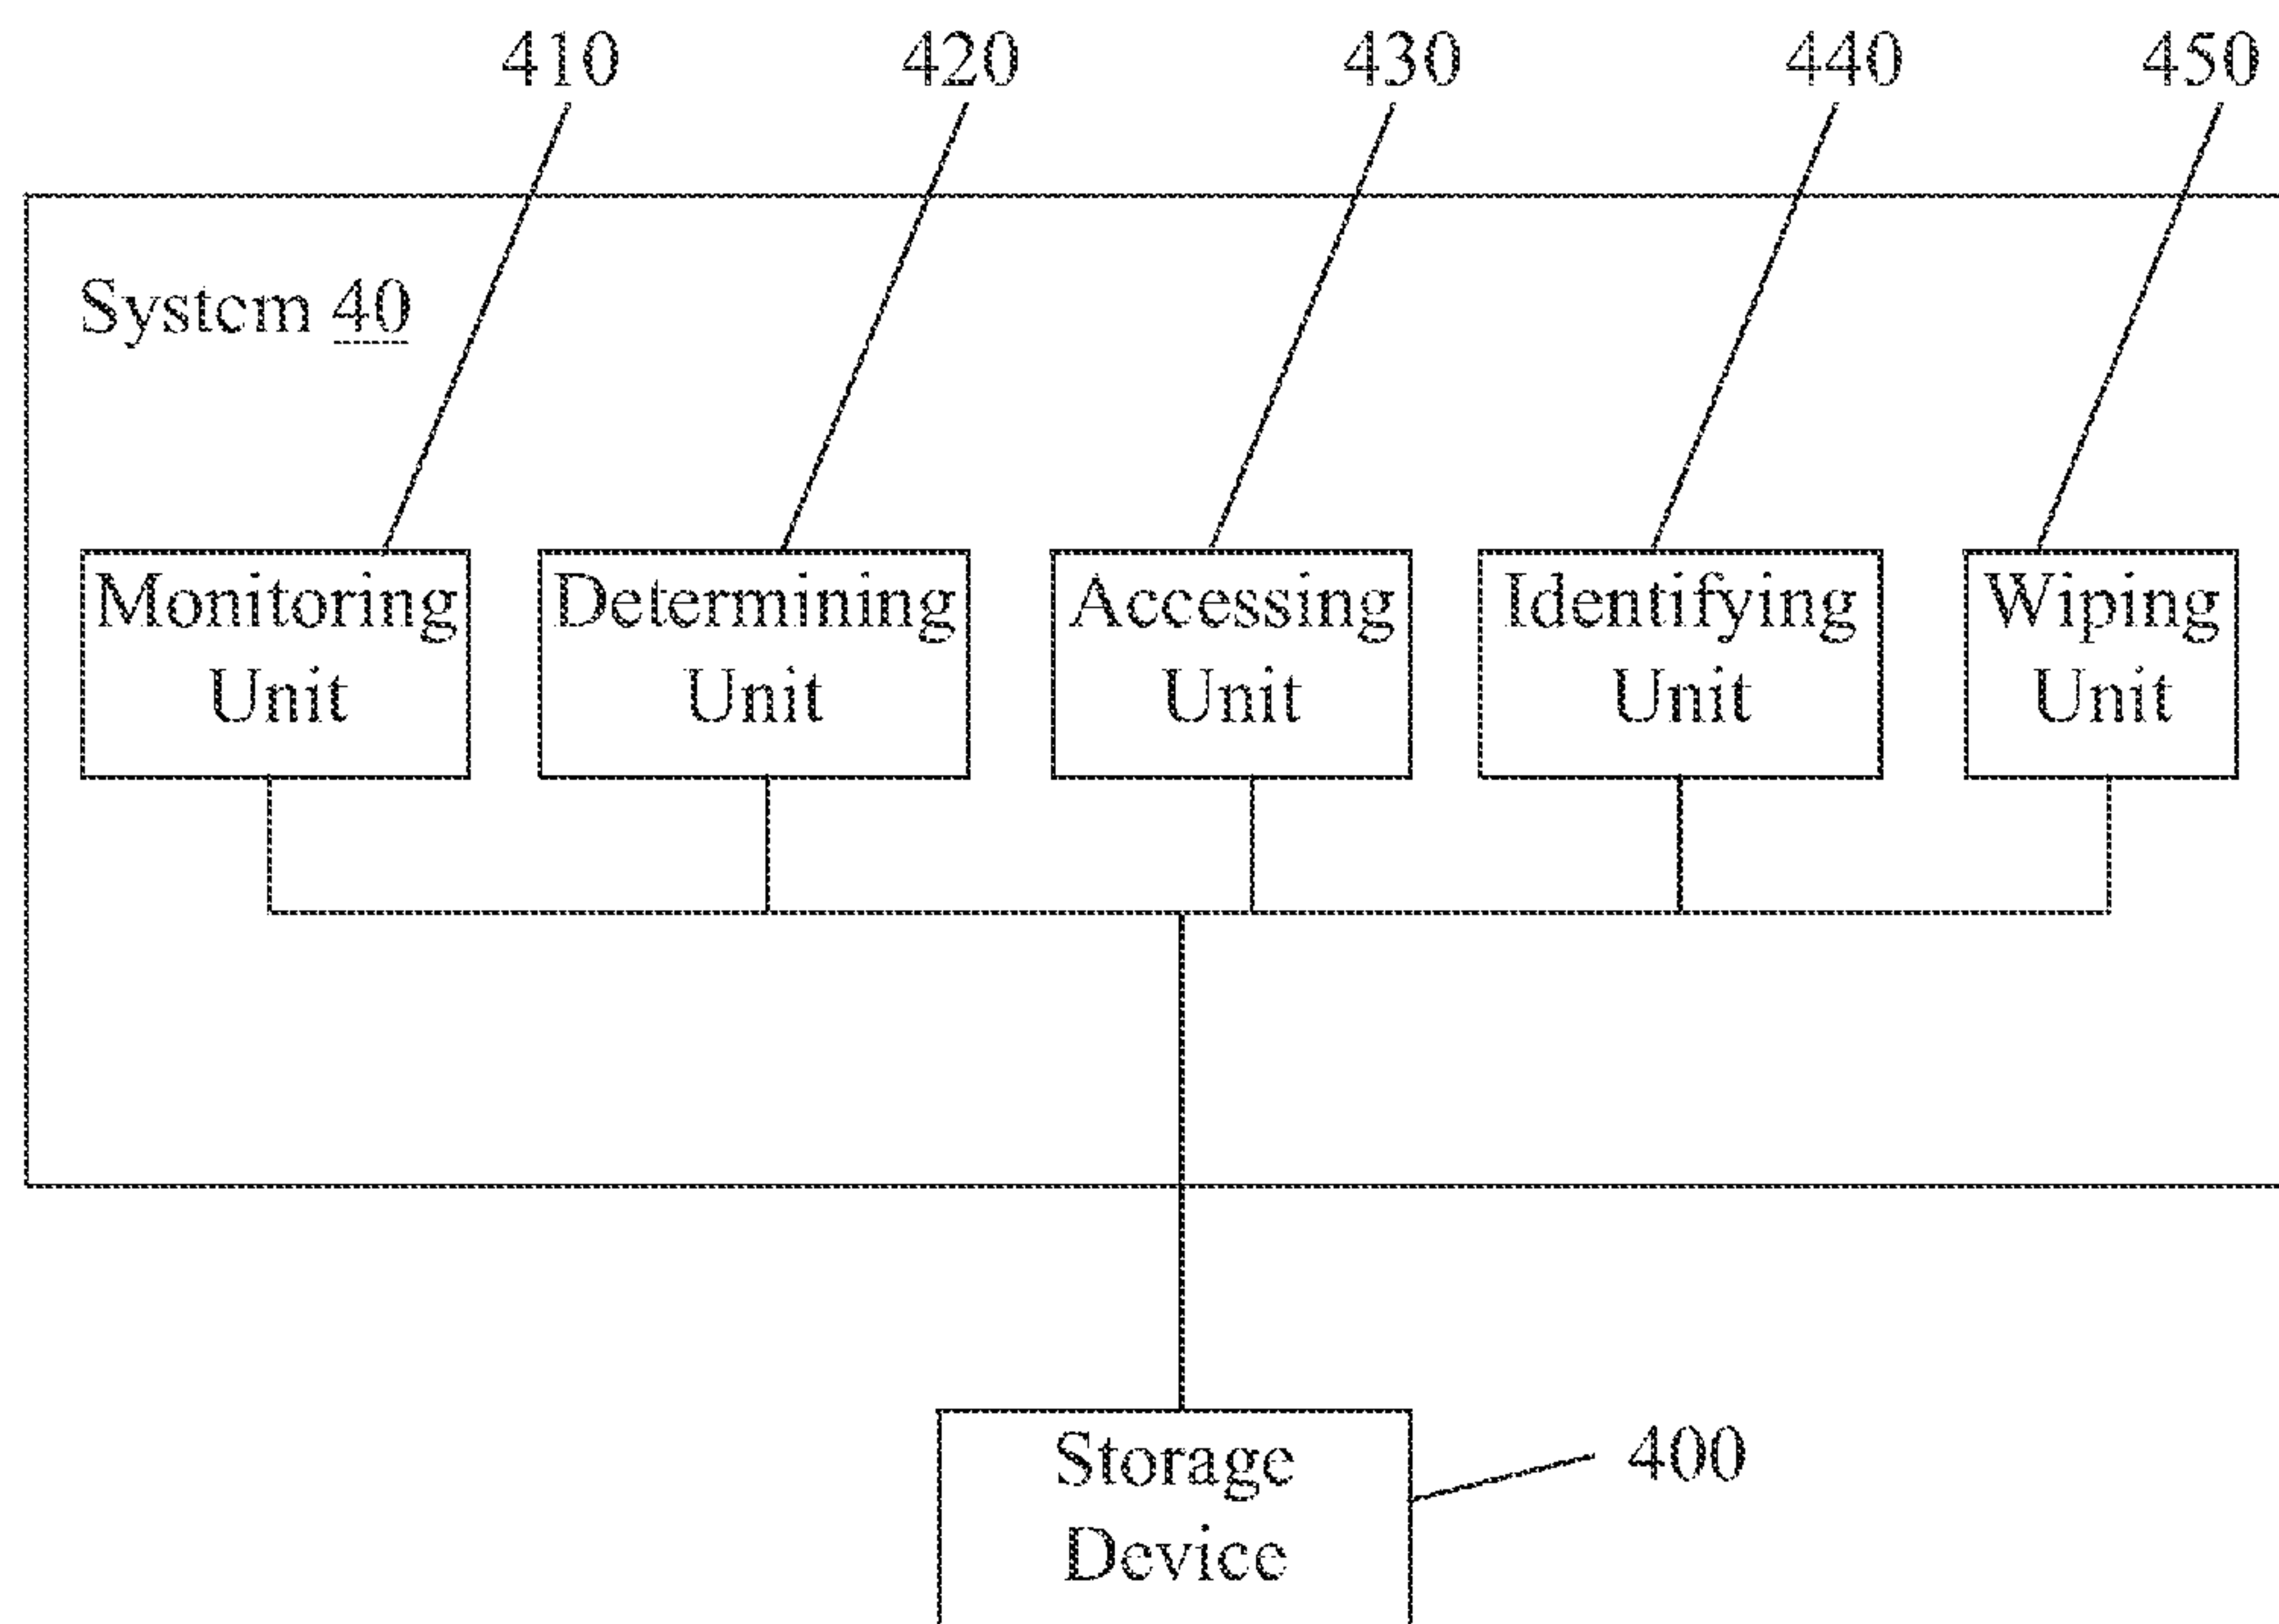 410 420 430 440 450
System 40
Monitoring Determining Accessing Identifying Wiping
Unit Unit Unit Unit Unit
Storage
Device
400